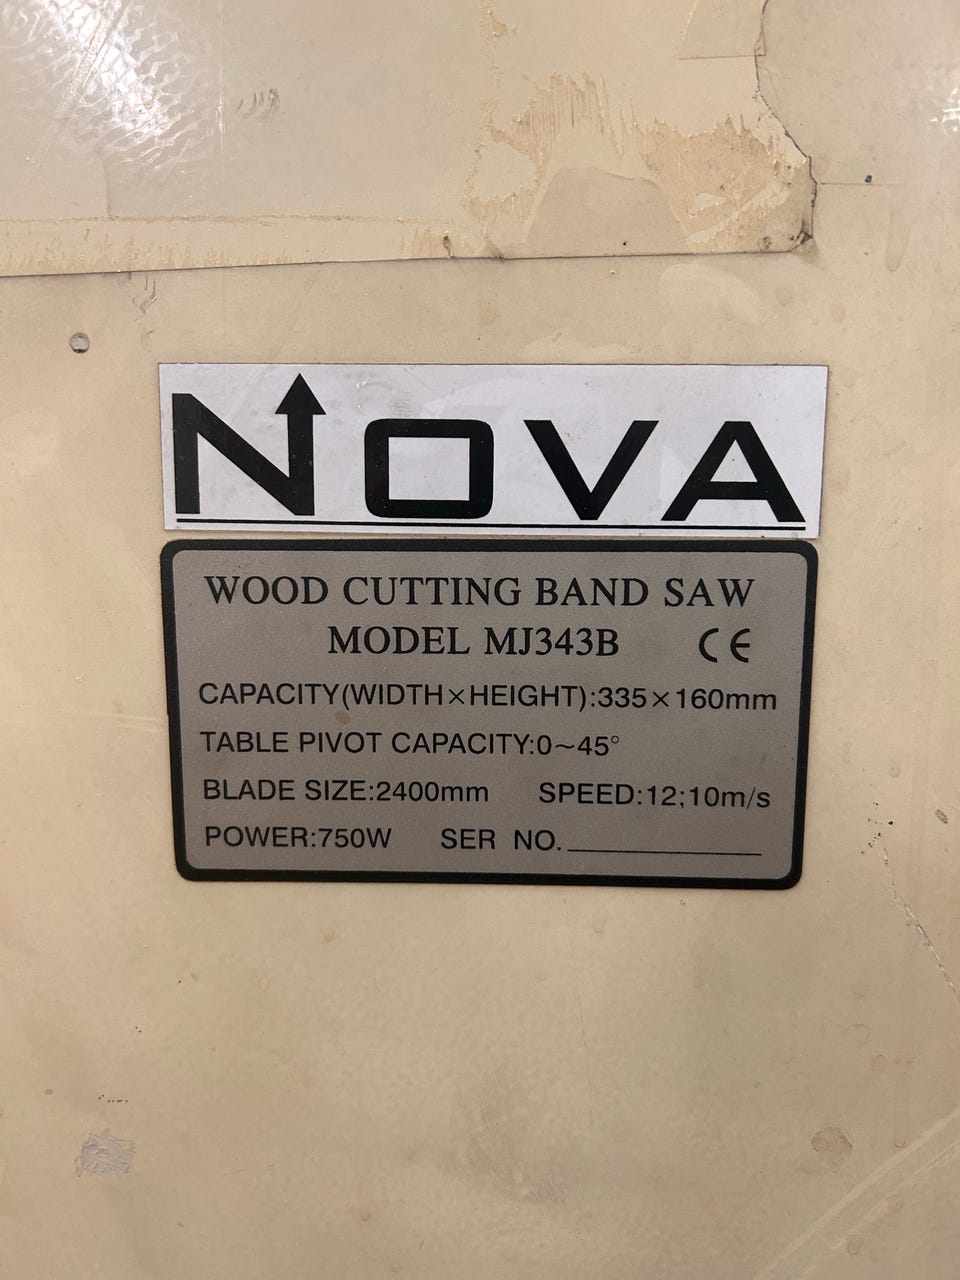 NOVA
WOOD CUTTING BAND SAW
MODEL MJ343B CE
CAPACITY(WIDTH×HEIGHT):335×160mm
TABLE PIVOT CAPACITY:0~45°
BLADE SIZE:2400mm SPEED:12;10m/s
POWER:750W SER NO.